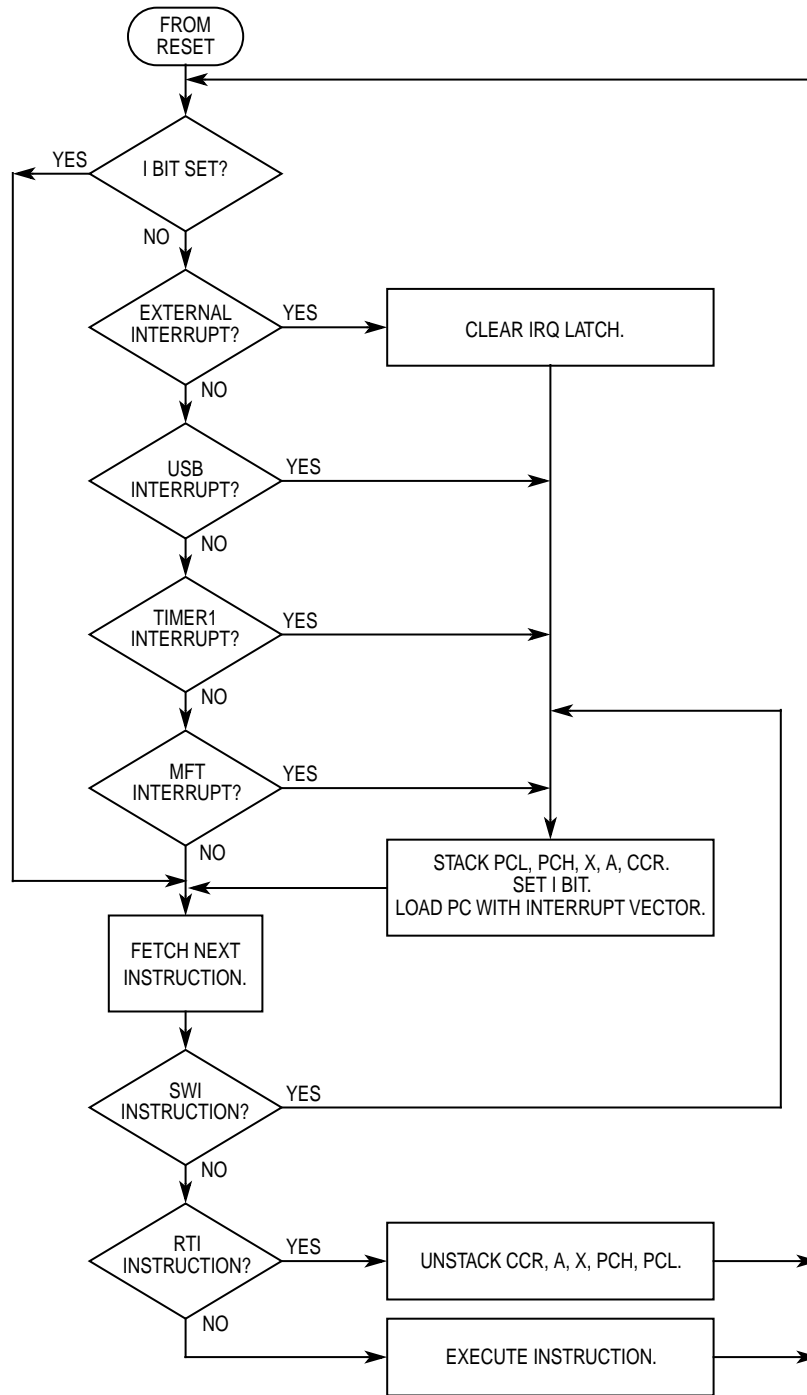 FROM
RESET
YES
I BIT SET?
NO
EXTERNAL
INTERRUPT?
YES
CLEAR IRQ LATCH.
NO
USB
INTERRUPT?
YES
NO
TIMER1
INTERRUPT?
YES
NO
MFT
INTERRUPT?
YES
NO
STACK PCL, PCH, X, A, CCR.
SET I BIT.
LOAD PC WITH INTERRUPT VECTOR.
FETCH NEXT
INSTRUCTION.
SWI
INSTRUCTION?
YES
NO
RTI
INSTRUCTION?
YES
UNSTACK CCR, A, X, PCH, PCL.
NO
EXECUTE INSTRUCTION.